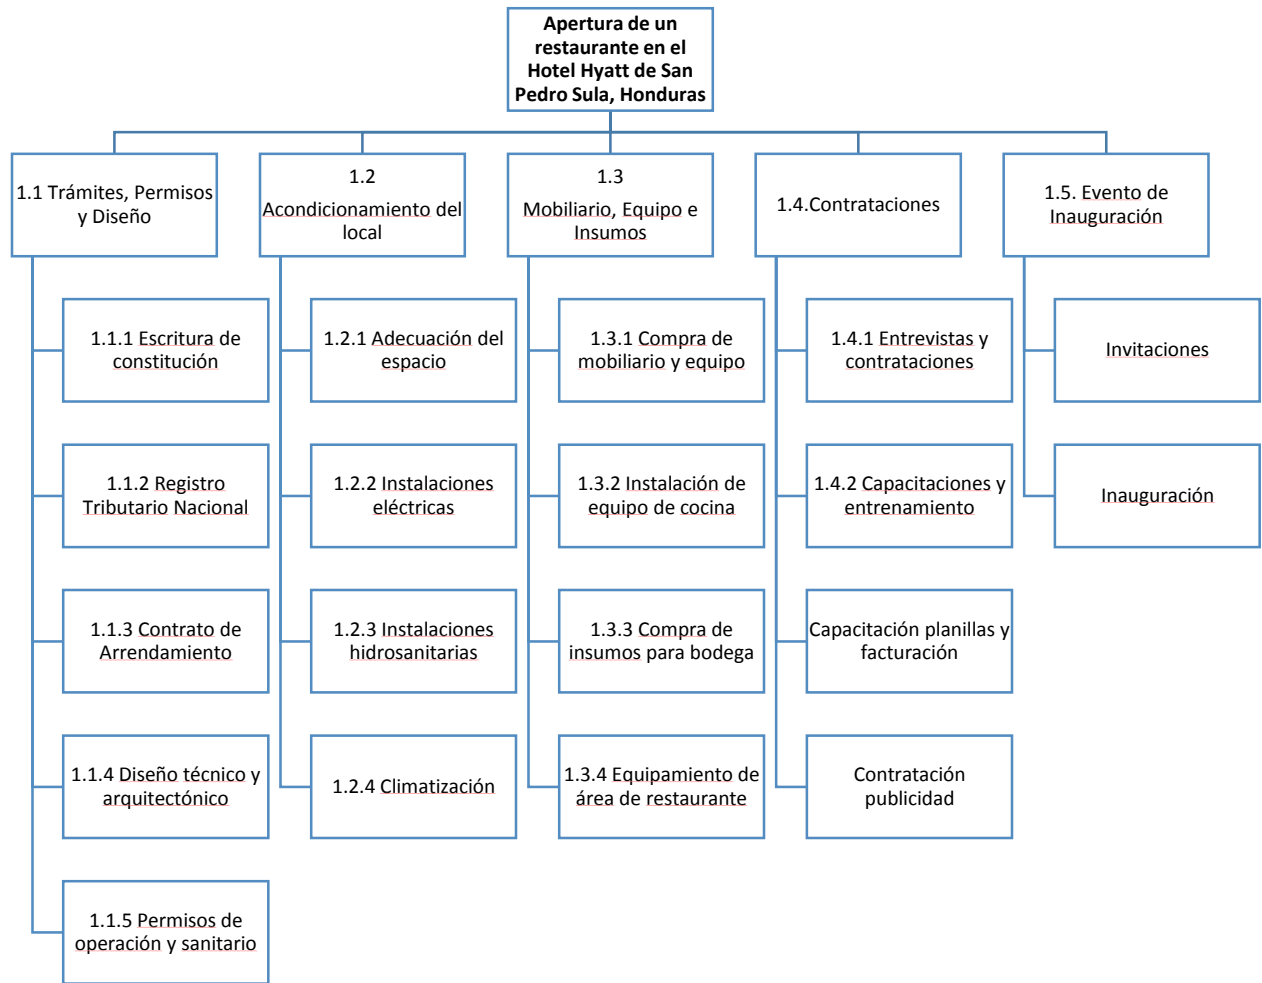 Apertura de un
restaurante en el
Hotel Hyatt de San
Pedro Sula, Honduras
1.1 Trámites, Permisos
y Diseño
1.2
Acondicionamiento del
local
1.3
Mobiliario, Equipo e
Insumos
1.4.Contrataciones
1.5. Evento de
Inauguración
1.1.1 Escritura de
constitución
1.1.2 Registro
Tributario Nacional
1.1.3 Contrato de
Arrendamiento
1.1.4 Diseño técnico y
arquitectónico
1.1.5 Permisos de
operación y sanitario
1.2.1 Adecuación del
espacio
1.2.2 Instalaciones
eléctricas
1.2.3 Instalaciones
hidrosanitarias
1.2.4 Climatización
1.3.1 Compra de
mobiliario y equipo
1.3.2 Instalación de
equipo de cocina
1.3.3 Compra de
insumos para bodega
1.3.4 Equipamiento de
área de restaurante
1.4.1 Entrevistas y
contrataciones
1.4.2 Capacitaciones y
entrenamiento
Capacitación planillas y
facturación
Contratación
publicidad
Invitaciones
Inauguración